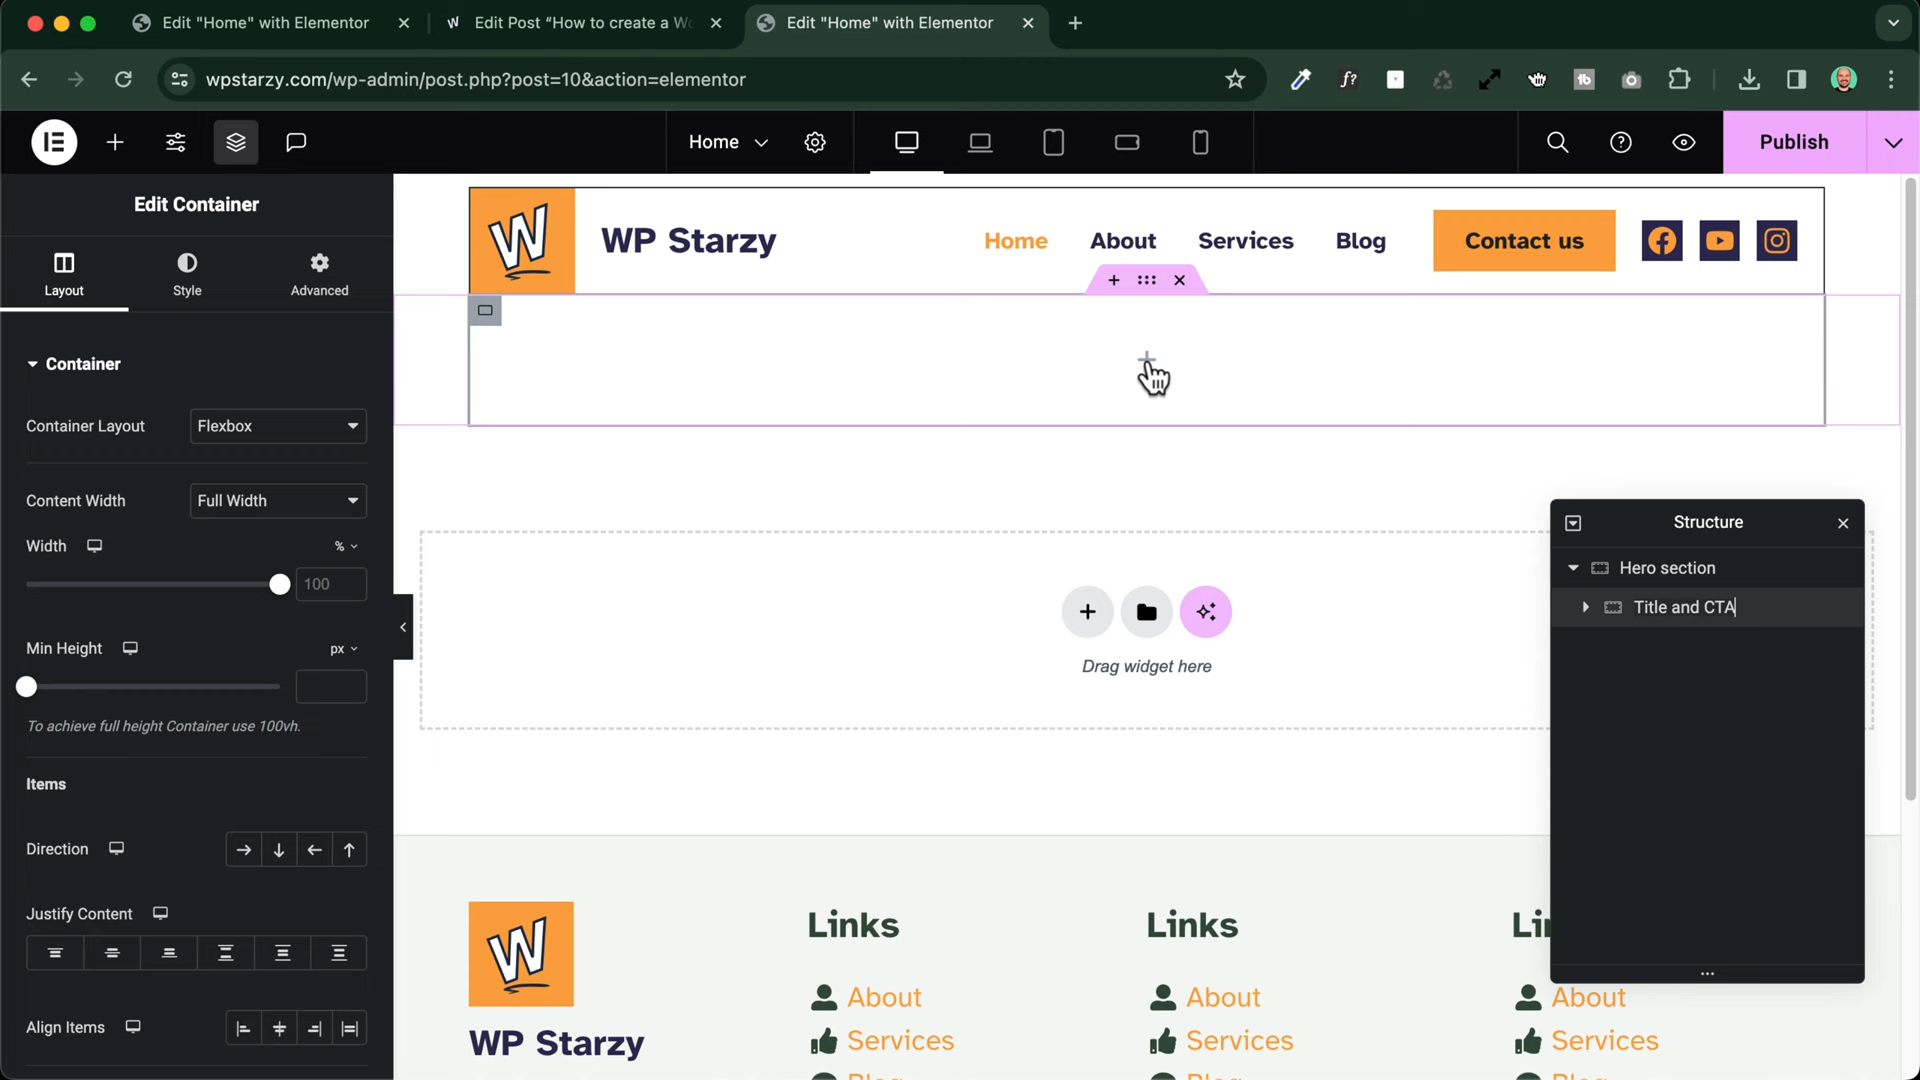 Edit "Home" with Elementor
Edit Post “How to create a Wo
Edit "Home" with Elementor
wpstarzy.com/wp-admin/post.php?post=10&action=elementor
Home
Publish
Edit Container
Layout
Style
Advanced
Container
Container Layout
Flexbox
Content Width
Full Width
Width
%
100
Min Height
px
To achieve full height Container use 100vh.
Items
Direction
Justify Content
Align Items
W
WP Starzy
Home
About
Services
Blog
Contact us
Drag widget here
Structure
Hero section
Title and CTA
W
WP Starzy
Links
About
Services
Blog
Links
About
Services
Blog
Li
About
Services